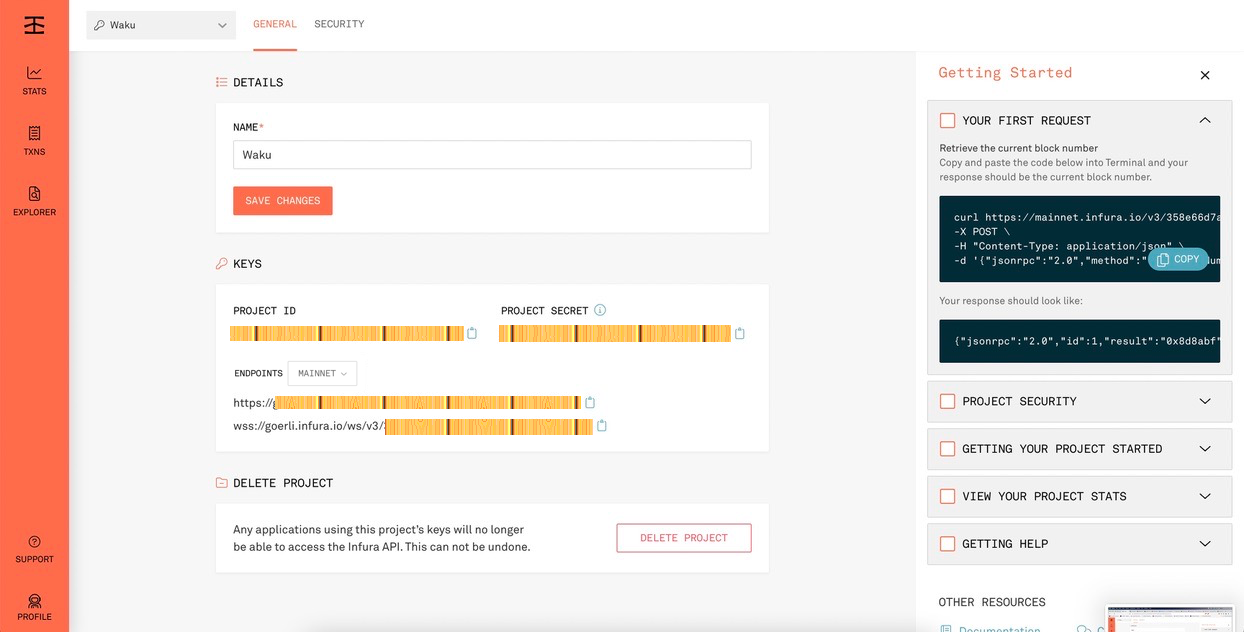 Waku
GENERAL
SECURITY
STATS
TXNS
EXPLORER
SUPPORT
PROFILE
DETAILS
NAME*
Waku
SAVE CHANGES
KEYS
PROJECT ID
PROJECT SECRET
ENDPOINTS
MAINNET
https://
wss://goerli.infura.io/ws/v3/
DELETE PROJECT
Any applications using this project's keys will no longer
be able to access the Infura API. This can not be undone.
DELETE PROJECT
Getting Started
YOUR FIRST REQUEST
Retrieve the current block number
Copy and paste the code below into Terminal and your
response should be the current block number.
curl https://mainnet.infura.io/v3/358e66d7a
-X POST \
-H "Content-Type: application/json" \
-d '{"jsonrpc":"2.0","method":"
COPY
Your response should look like:
{"jsonrpc":"2.0","id":1,"result":"0x8d8abf"
PROJECT SECURITY
GETTING YOUR PROJECT STARTED
VIEW YOUR PROJECT STATS
GETTING HELP
OTHER RESOURCES
Documentation